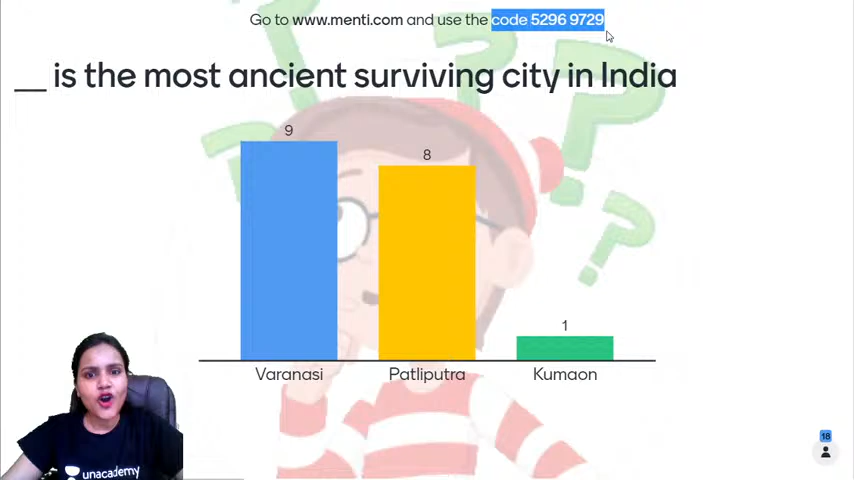 Go to www.menti.com and use the code 5296 9729
__ is the most ancient surviving city in India
9
8
1
Varanasi
Patliputra
Kumaon
unacademy
18